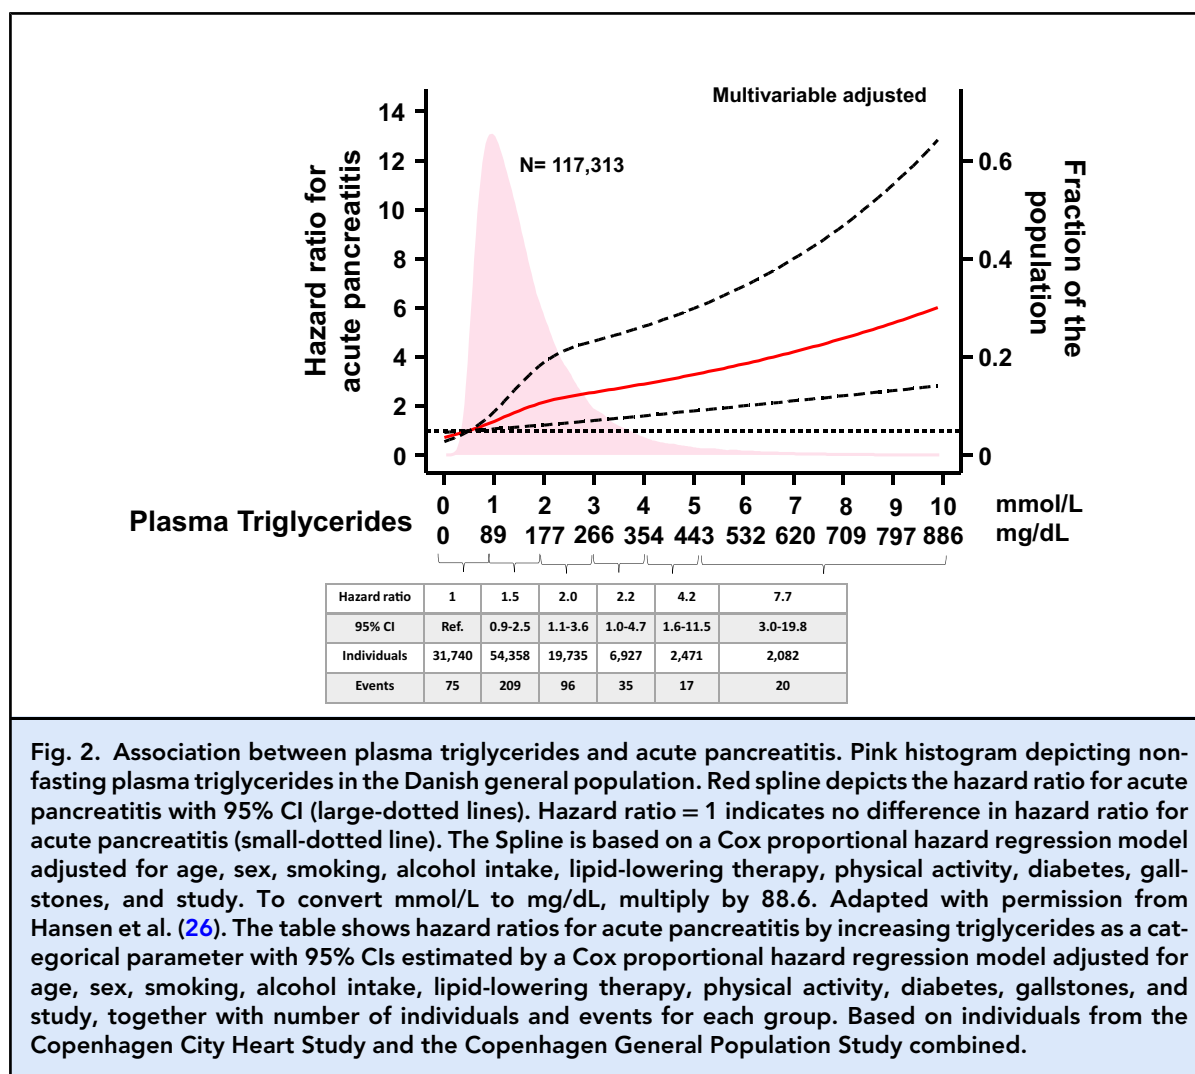 Multivariable adjusted
N= 117,313
Hazard ratio for
acute pancreatitis
14
12
10
8
6
4
2
0
0.6
0.4
0.2
0
Fraction of the
population
0 1 2 3 4 5 6 7 8 9 10 mmol/L
Plasma Triglycerides
0 89 177 266 354 443 532 620 709 797 886 mg/dL
Hazard ratio 1 1.5 2.0 2.2 4.2 7.7
95% CI Ref. 0.9-2.5 1.1-3.6 1.0-4.7 1.6-11.5 3.0-19.8
Individuals 31,740 54,358 19,735 6,927 2,471 2,082
Events 75 209 96 35 17 20
Fig. 2. Association between plasma triglycerides and acute pancreatitis. Pink histogram depicting non-
fasting plasma triglycerides in the Danish general population. Red spline depicts the hazard ratio for acute
pancreatitis with 95% CI (large-dotted lines). Hazard ratio = 1 indicates no difference in hazard ratio for
acute pancreatitis (small-dotted line). The Spline is based on a Cox proportional hazard regression model
adjusted for age, sex, smoking, alcohol intake, lipid-lowering therapy, physical activity, diabetes, gall-
stones, and study. To convert mmol/L to mg/dL, multiply by 88.6. Adapted with permission from
Hansen et al. (26). The table shows hazard ratios for acute pancreatitis by increasing triglycerides as a cat-
egorical parameter with 95% CIs estimated by a Cox proportional hazard regression model adjusted for
age, sex, smoking, alcohol intake, lipid-lowering therapy, physical activity, diabetes, gallstones, and
study, together with number of individuals and events for each group. Based on individuals from the
Copenhagen City Heart Study and the Copenhagen General Population Study combined.